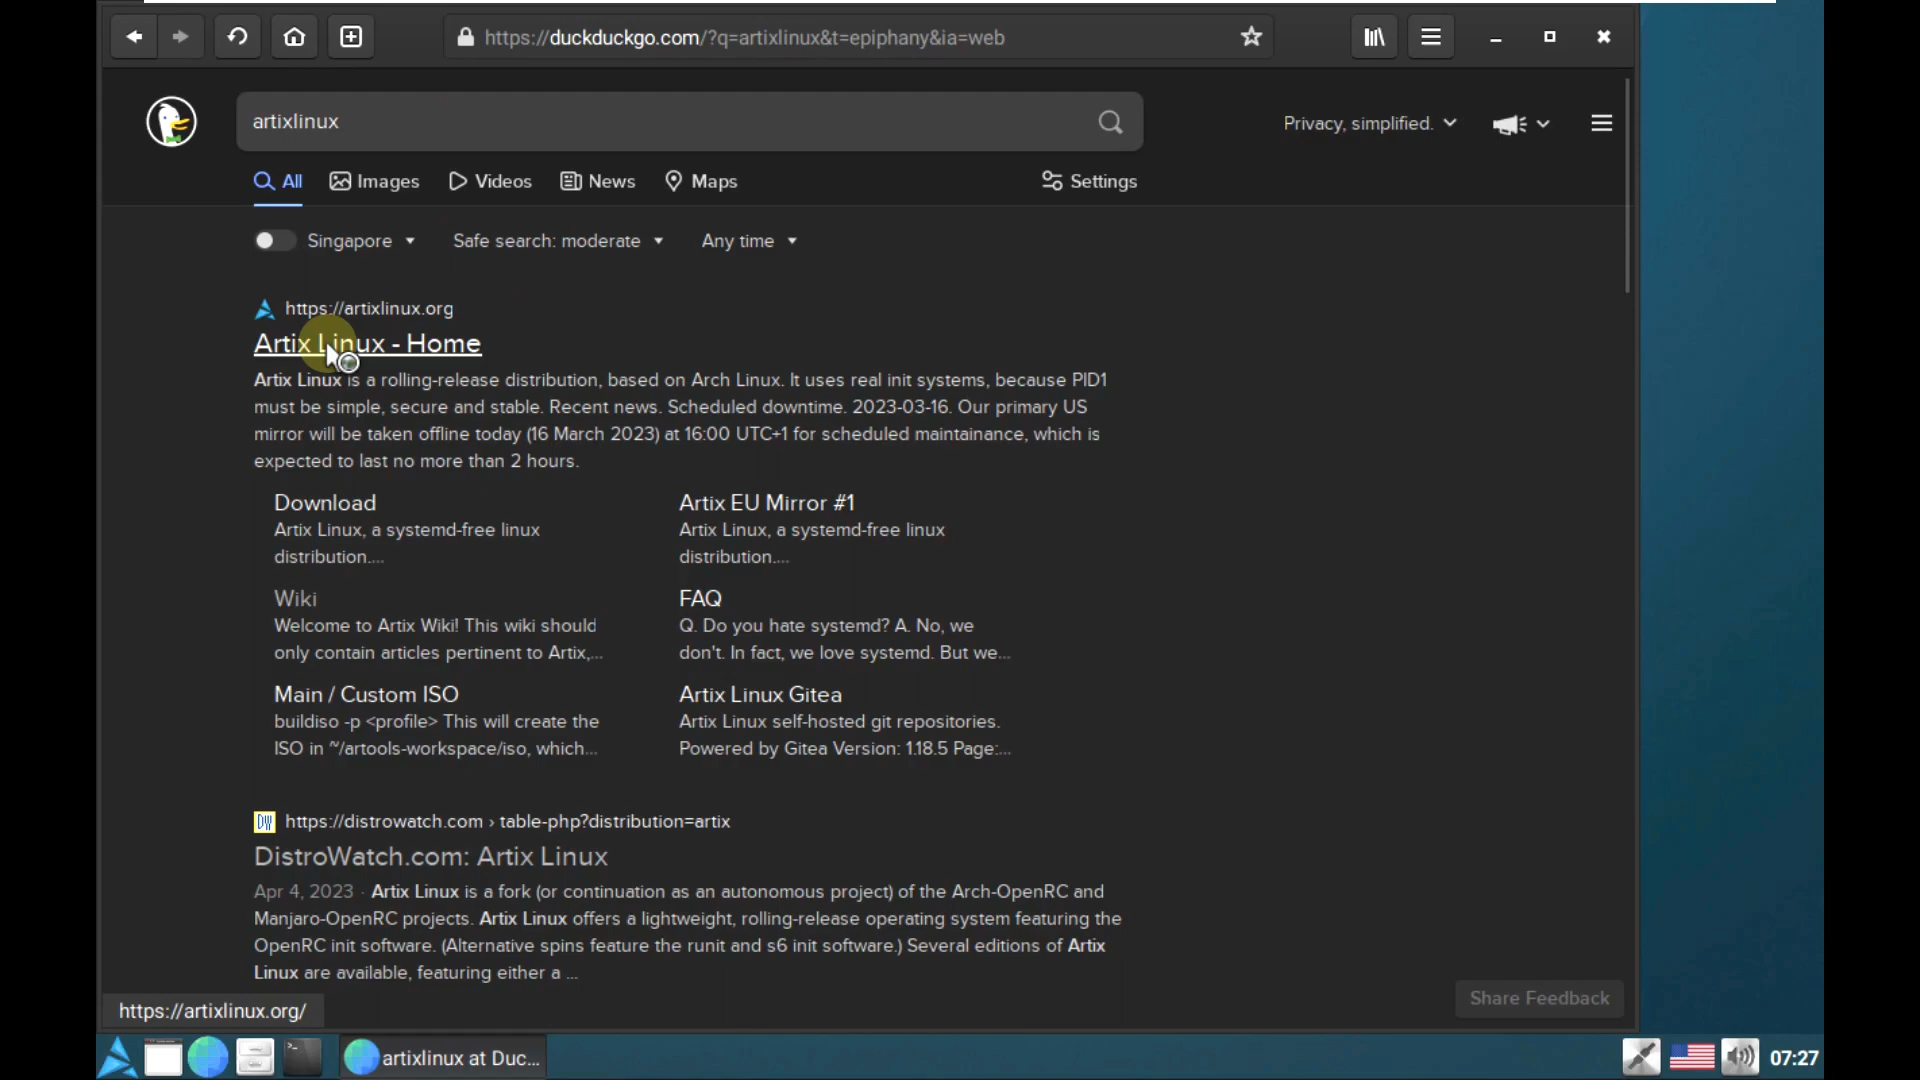 https://duckduckgo.com/?q=artixlinux&t=epiphany&ia=web
artixlinux
Privacy, simplified.
All Images Videos News Maps Settings
Singapore Safe search: moderate Any time
https://artixlinux.org
Artix Linux - Home
Artix Linux is a rolling-release distribution, based on Arch Linux. It uses real init systems, because PID1
must be simple, secure and stable. Recent news. Scheduled downtime. 2023-03-16. Our primary US
mirror will be taken offline today (16 March 2023) at 16:00 UTC+1 for scheduled maintainance, which is
expected to last no more than 2 hours.
Download
Artix Linux, a systemd-free linux
distribution....
Artix EU Mirror #1
Artix Linux, a systemd-free linux
distribution....
Wiki
Welcome to Artix Wiki! This wiki should
only contain articles pertinent to Artix,...
FAQ
Q. Do you hate systemd? A. No, we
don't. In fact, we love systemd. But we...
Main / Custom ISO
buildiso -p <profile> This will create the
ISO in ~/artools-workspace/iso, which...
Artix Linux Gitea
Artix Linux self-hosted git repositories.
Powered by Gitea Version: 1.18.5 Page:...
DW https://distrowatch.com › table-php?distribution=artix
DistroWatch.com: Artix Linux
Apr 4, 2023 · Artix Linux is a fork (or continuation as an autonomous project) of the Arch-OpenRC and
Manjaro-OpenRC projects. Artix Linux offers a lightweight, rolling-release operating system featuring the
OpenRC init software. (Alternative spins feature the runit and s6 init software.) Several editions of Artix
Linux are available, featuring either a ...
Share Feedback
https://artixlinux.org/
artixlinux at Duc...
07:27